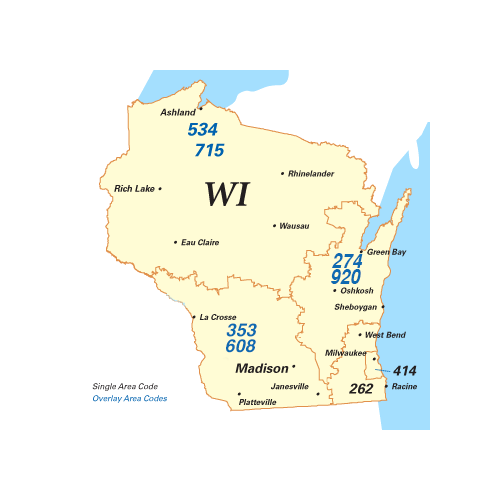 Ashland
534
715
Rhinelander
Rich Lake
WI
Wausau
Eau Claire
Green Bay
274
920
Oshkosh
Sheboygan
La Crosse
353
608
West Bend
Milwaukee
Madison
414
Single Area Code
Janesville
262
Racine
Overlay Area Codes
Platteville